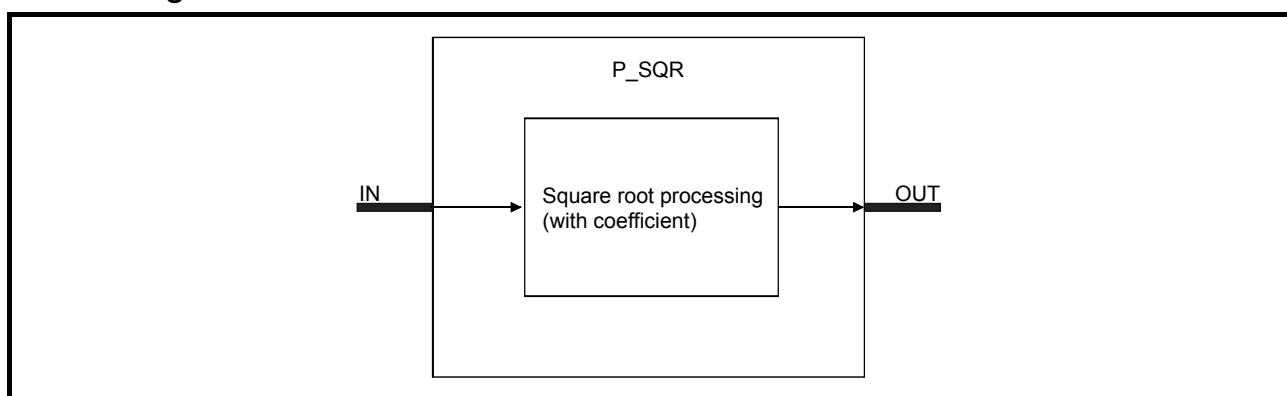 P_SQR
IN
Square root processing
(with coefficient)
OUT